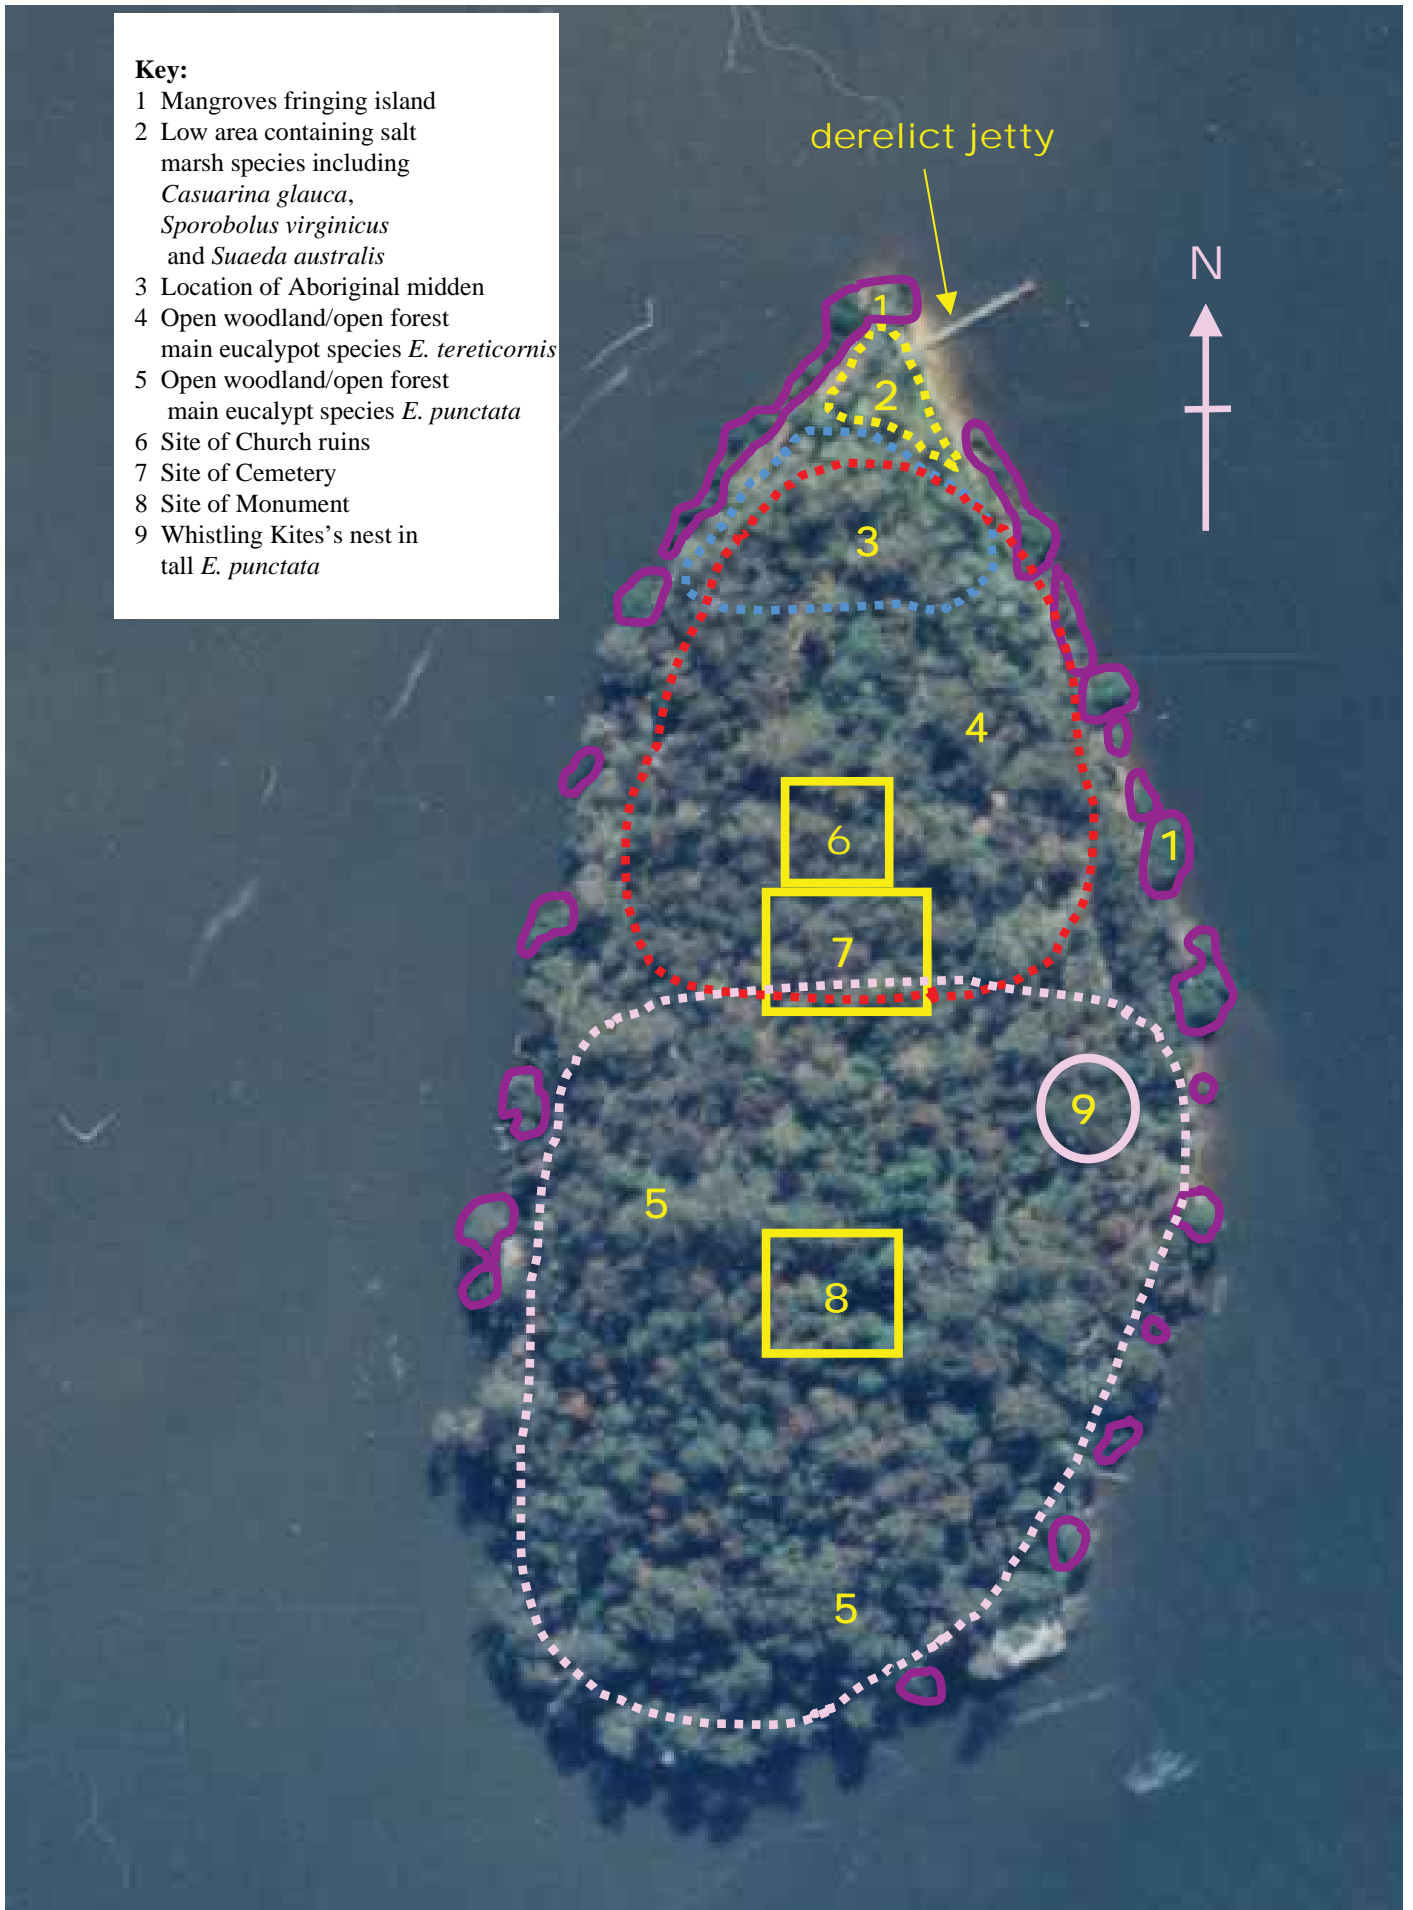 Key:
1 Mangroves fringing island
2 Low area containing salt
marsh species including
Casuarina glauca,
Sporobolus virginicus
and Suaeda australis
3 Location of Aboriginal midden
4 Open woodland/open forest
main eucalypot species E. tereticornis
5 Open woodland/open forest
main eucalypt species E. punctata
6 Site of Church ruins
7 Site of Cemetery
8 Site of Monument
9 Whistling Kites's nest in
tall E. punctata
derelict jetty
N
1
2
3
4
6
1
7
9
5
8
5